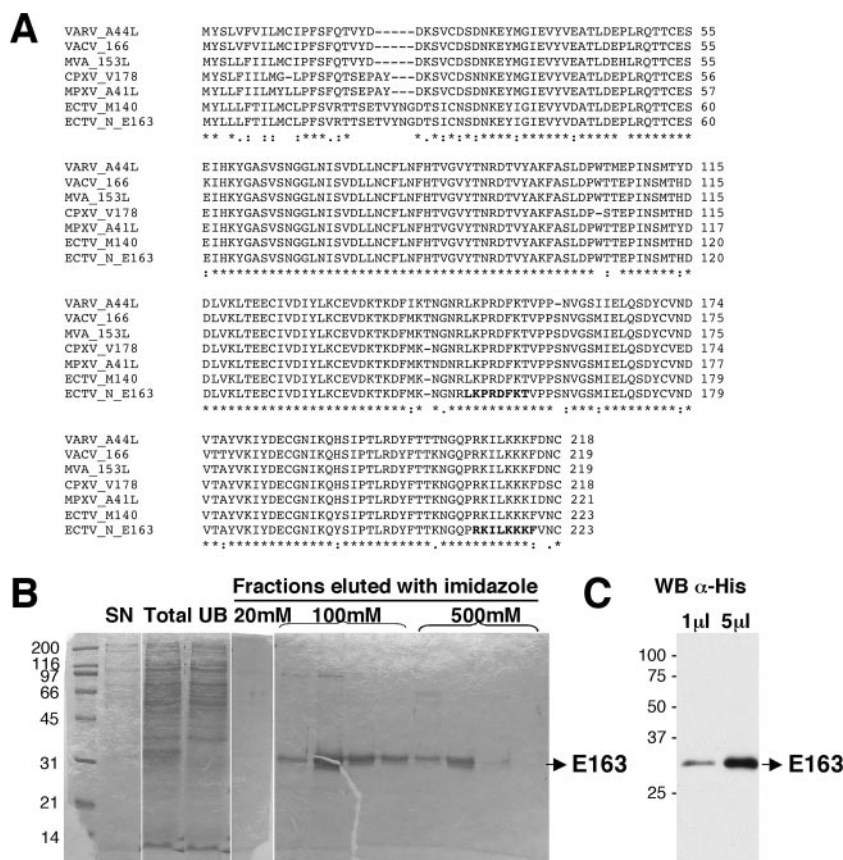 A
VARV_A44L MYSLVFVILMCIPFSFQTVYD-----DKSVCDSDNKEYMGIEVYVEATLDEPLRQTTCES 55
VACV_166 MYSLVFVILMCIPFSFQTVYD-----DKSVCDSDNKEYMGIEVYVEATLDEPLRQTTCES 55
MVA_153L MYSLVFVILMCIPFSFQTVYD-----DKSVCDSDNKEYMGIEVYVEATLDEHLRQTTCES 55
CPXV_V178 MYSLFIILMG-LPFSFQTSEPAY---DKSVCDSNNKEYMGIEVYVEATLDEPLRQTTCES 56
MPXV_A41L MYSLLFIILMYLLPFSFQTSEPAY---DKSVCDSDNKEYMGIEVYVEATLDEPLRQTTCES 57
ECTV_M140 MYLLLFTILMCLPFSVRTTSETVYNGDTSICNSDNKEYIGIEVYVDATLDEPLRQTTCES 60
ECTV_N_E163 MYLLLFTILMCLPFSVRTTSETVYNGDTSICNSDNKEYIGIEVYVDATLDEPLRQTTCES 60
VARV_A44L EIHKYGASVSNGGLNISVDLLNCFLNFHTVGVYTNRDTVYAKFASLDPWTMEPINSMTYD 115
VACV_166 KIHKYGASVSNGGLNISVDLLNCFLNFHTVGVYTNRDTVYAKFASLDPWTTEPINSMTHD 115
MVA_153L EIHKYGASVSNGGLNISVDLLNCFLNFHTVGVYTNRDTVYAKFASLDPWTTEPINSMTHD 115
CPXV_V178 EIHKYGASVSNGGLNISVDLLNCFLNFHTVGVYTNRDTVYAKFASLDP-STEPINSMTHD 115
MPXV_A41L EIHKYGASVSNGGLNISVDLLNCFLNFHTVGVYTNRDTVYAKFASLDPWTTEPINSMTYD 117
ECTV_M140 EIHKYGASVSNGGLNISVDLLNCFLNFHTVGVYTNRDTVYAKFASLDPWTTEPINSMTHD 120
ECTV_N_E163 EIHKYGASVSNGGLNISVDLLNCFLNFHTVGVYTNRDTVYAKFASLDPWTTEPINSMTHD 120
VARV_A44L DLVKLTEECIVDIYLKCEVDKTKDFIKTNGNRLKPRDFKTVPP-NVGSIIELQSDYCVND 174
VACV_166 DLVKLTEECIVDIYLKCEVDKTKDFMKTNGNRLKPRDFKTVPPSNVGSMIELQSDYCVND 175
MVA_153L DLVKLTEECIVDIYLKCEVDKTKDFMKTNGNRLKPRDFKTVPPSDVGSMIELQSDYCVND 175
CPXV_V178 DLVKLTEECIVDIYLKCEVDKTKDFMK-NGNRLKPRDFKTVPPSNVGSMIELQSDYCVED 174
MPXV_A41L DLVKLTEECIVDIYLKCEVDKTKDFMKTNGNRLKPRDFKTVPPSNVGSMIELQSDYCVND 177
ECTV_M140 DLVKLTEECIVDIYLKCEVDKTKDFMK-NGNRLKPRDFKTVPPSNVGSMIELQSDYCVND 179
ECTV_N_E163 DLVKLTEECIVDIYLKCEVDKTKDFMK-NGNRLKPRDFKTVPPSNVGSMIELQSDYCVND 179
VARV_A44L VTAYVKIYDECGNIKQHSIPTLRDYFTTTNGQPRKILKKKFDNC 218
VACV_166 VTTYVKIYDECGNIKQHSIPTLRDYFTTKNGQPRKILKKKFDNC 219
MVA_153L VTAYVKIYDECGNIKQHSIPTLRDYFTTKNGQPRKILKKKFDNC 219
CPXV_V178 VTAYVKIYDECGNIKQHSIPTLRDYFTTKNGQPRKILKKKFDSC 218
MPXV_A41L VTAYVKIYDECGNIKQHSIPTLRDYFTTKNGQPRKILKKKIDNC 221
ECTV_M140 VTAYVKIYDECGNIKQYSIPTLRDYFTTKNGQPRKILKKKFVNC 223
ECTV_N_E163 VTAYVKIYDECGNIKQYSIPTLRDYFTTKNGQPRKILKKKFVNC 223
B
Fractions eluted with imidazole
SN Total UB 20mM 100mM 500mM
200
116
97
66
45
31
21
14
E163
C
WB α-His
1µl 5µl
100 -
75 -
50 -
37 -
25 -
E163